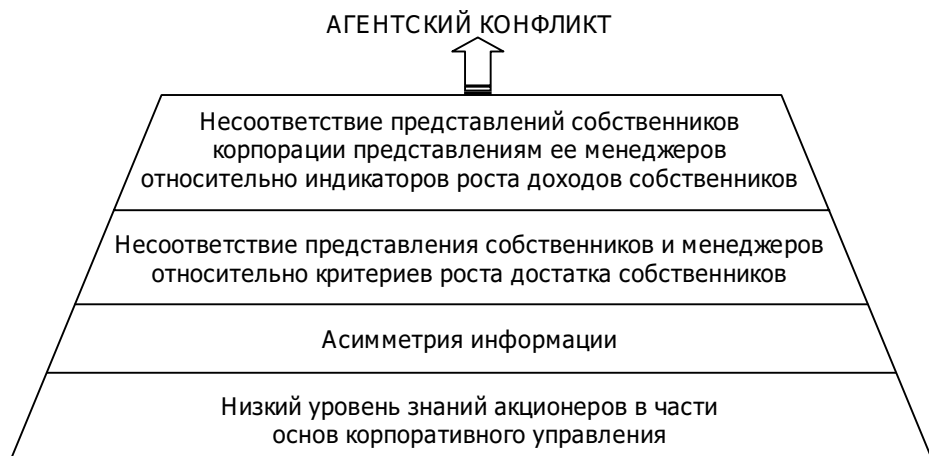 АГЕНТСКИЙ КОНФЛИКТ
Несоответствие представлений собственников
корпорации представлениям ее менеджеров
относительно индикаторов роста доходов собственников
Несоответствие представления собственников и менеджеров
относительно критериев роста достатка собственников
Асимметрия информации
Низкий уровень знаний акционеров в части
основ корпоративного управления